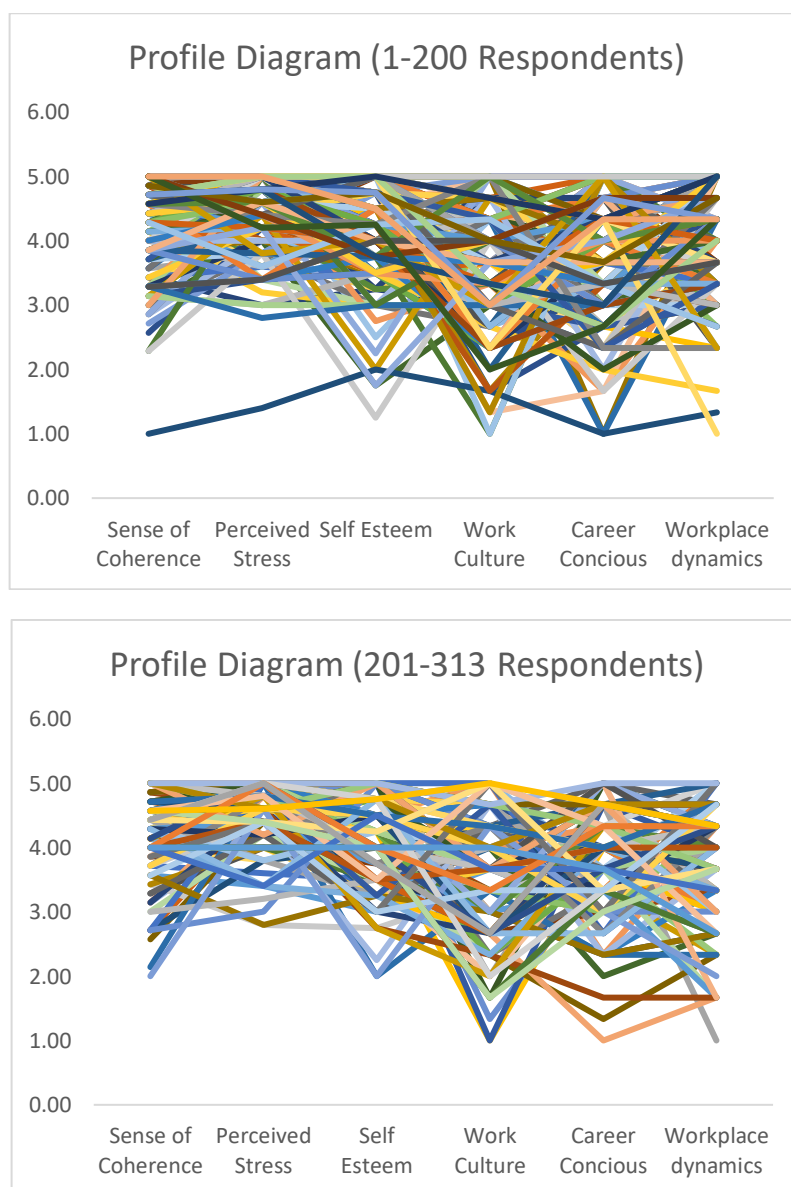 Profile Diagram (1-200 Respondents)
6.00
5.00
4.00
3.00
2.00
1.00
0.00
Sense of Coherence
Perceived Stress
Self Esteem
Work Culture
Career Concious
Workplace dynamics
Profile Diagram (201-313 Respondents)
6.00
5.00
4.00
3.00
2.00
1.00
0.00
Sense of Coherence
Perceived Stress
Self Esteem
Work Culture
Career Concious
Workplace dynamics